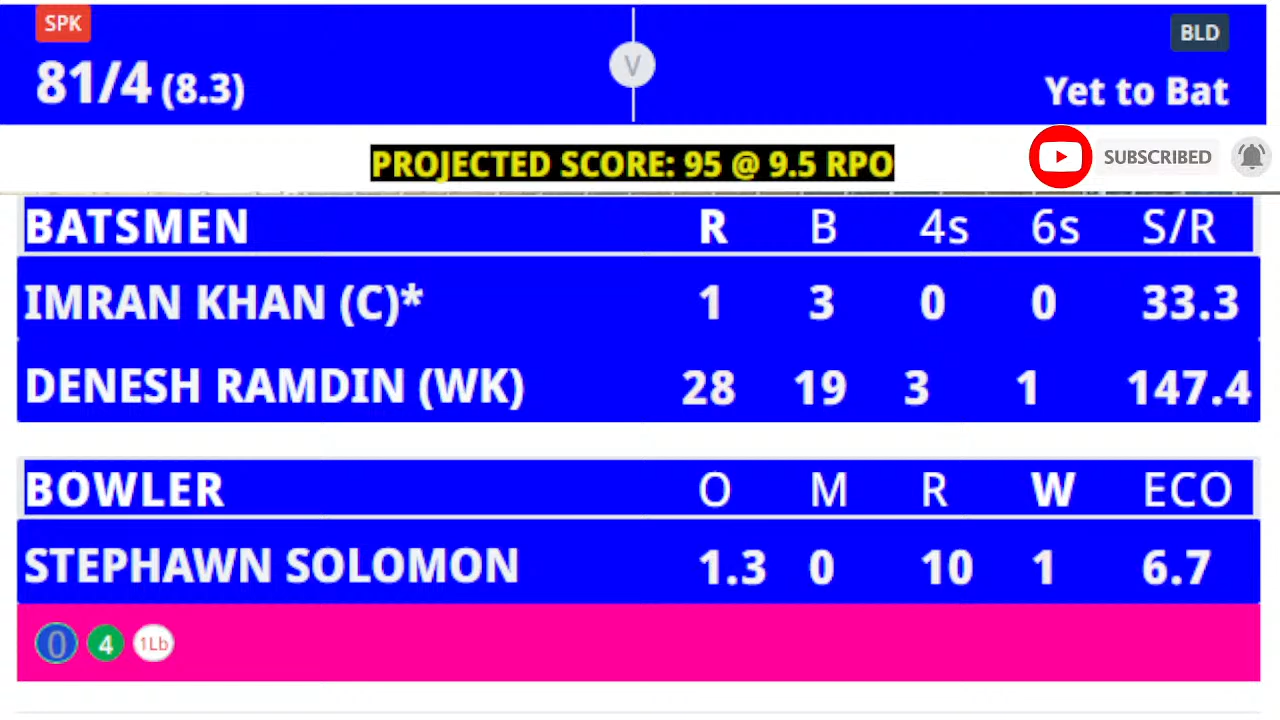 SPK
BLD
81/4 (8.3)
V
Yet to Bat
PROJECTED SCORE: 95 @ 9.5 RPO
SUBSCRIBED
BATSMEN R B 4s 6s S/R
IMRAN KHAN (C)* 1 3 0 0 33.3
DENESH RAMDIN (WK) 28 19 3 1 147.4
BOWLER O M R W ECO
STEPHAWN SOLOMON 1.3 0 10 1 6.7
0 4 1Lb